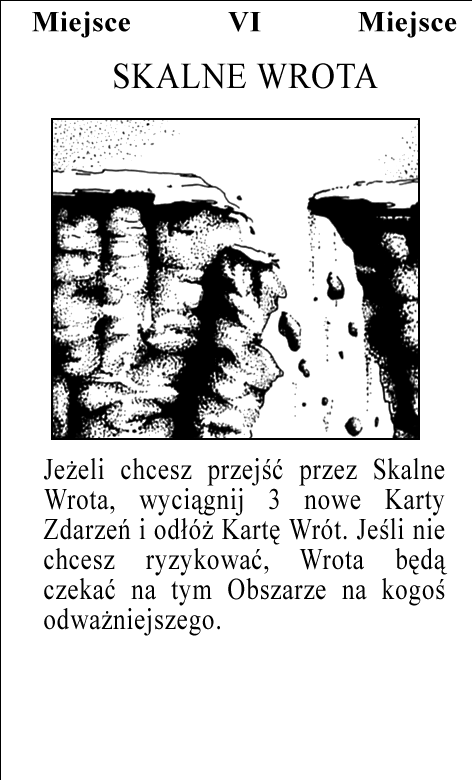 Miejsce VI Miejsce
SKALNE WROTA
Jeżeli chcesz przejść przez Skalne
Wrota, wyciągnij 3 nowe Karty
Zdarzeń i odłóż Kartę Wrót. Jeśli nie
chcesz ryzykować, Wrota będą
czekać na tym Obszarze na kogoś
odważniejszego.